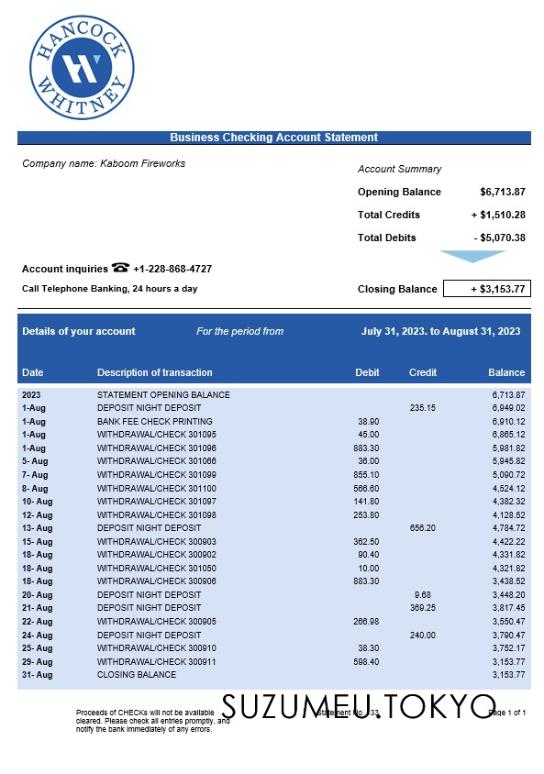 HANCOCK
WHITNEY
Business Checking Account Statement
Company name: Kaboom Fireworks
Account Summary
Opening Balance $6,713.87
Total Credits + $1,510.28
Total Debits - $5,070.38
Account inquiries ☎ +1-228-868-4727
Call Telephone Banking, 24 hours a day
Closing Balance + $3,153.77
Details of your account For the period from July 31, 2023. to August 31, 2023
Date Description of transaction Debit Credit Balance
2023 STATEMENT OPENING BALANCE 6,713.87
1-Aug DEPOSIT NIGHT DEPOSIT 235.15 6,949.02
1-Aug BANK FEE CHECK PRINTING 38.90 6,910.12
1-Aug WITHDRAWAL/CHECK 301095 45.00 6,865.12
1-Aug WITHDRAWAL/CHECK 301096 883.30 5,981.82
5- Aug WITHDRAWAL/CHECK 301066 36.00 5,945.82
7- Aug WITHDRAWAL/CHECK 301099 855.10 5,090.72
8- Aug WITHDRAWAL/CHECK 301100 566.60 4,524.12
10- Aug WITHDRAWAL/CHECK 301097 141.80 4,382.32
12- Aug WITHDRAWAL/CHECK 301098 253.80 4,128.52
13- Aug DEPOSIT NIGHT DEPOSIT 656.20 4,784.72
15- Aug WITHDRAWAL/CHECK 300903 362.50 4,422.22
18- Aug WITHDRAWAL/CHECK 300902 90.40 4,331.82
18- Aug WITHDRAWAL/CHECK 301050 10.00 4,321.82
18- Aug WITHDRAWAL/CHECK 300906 883.30 3,438.52
20- Aug DEPOSIT NIGHT DEPOSIT 9.68 3,448.20
21- Aug DEPOSIT NIGHT DEPOSIT 369.25 3,817.45
22- Aug WITHDRAWAL/CHECK 300905 266.98 3,550.47
24- Aug DEPOSIT NIGHT DEPOSIT 240.00 3,790.47
25- Aug WITHDRAWAL/CHECK 300910 38.30 3,752.17
29- Aug WITHDRAWAL/CHECK 300911 598.40 3,153.77
31- Aug CLOSING BALANCE 3,153.77
SUZUMEU.TOKYO
Proceeds of CHECKs will not be available Statement No. 33 Page 1 of 1
cleared. Please check all entries promptly, and
notify the bank immediately of any errors.